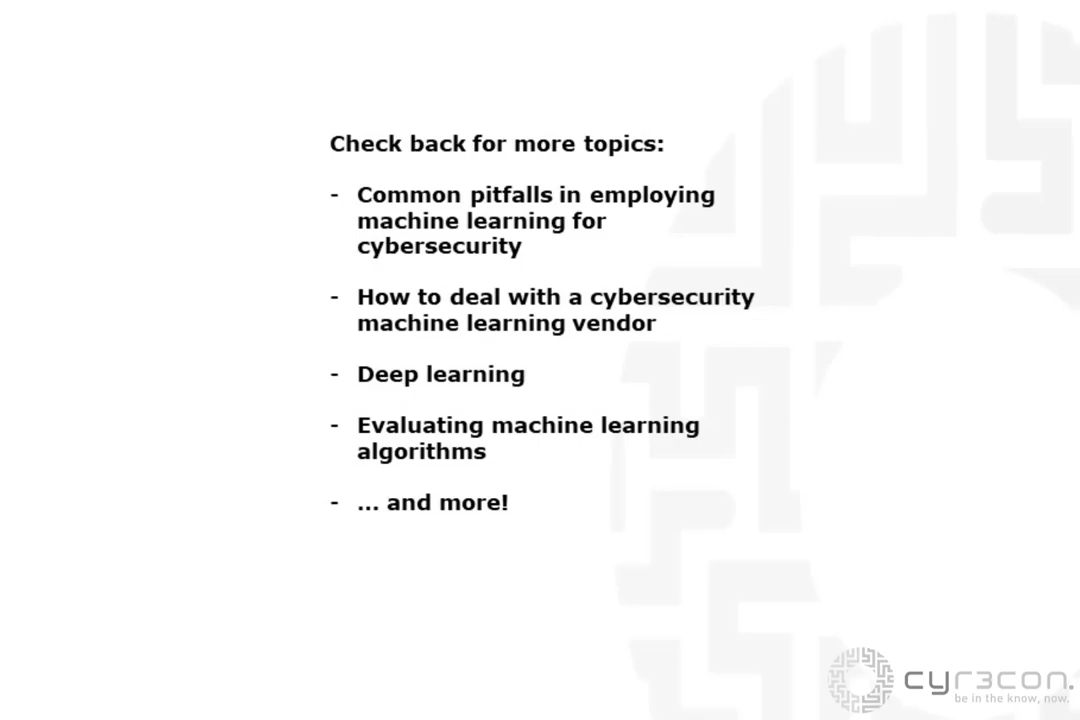 Check back for more topics:
- Common pitfalls in employing
machine learning for
cybersecurity
- How to deal with a cybersecurity
machine learning vendor
- Deep learning
- Evaluating machine learning
algorithms
- ... and more!
cyr3con.
be in the know, now.